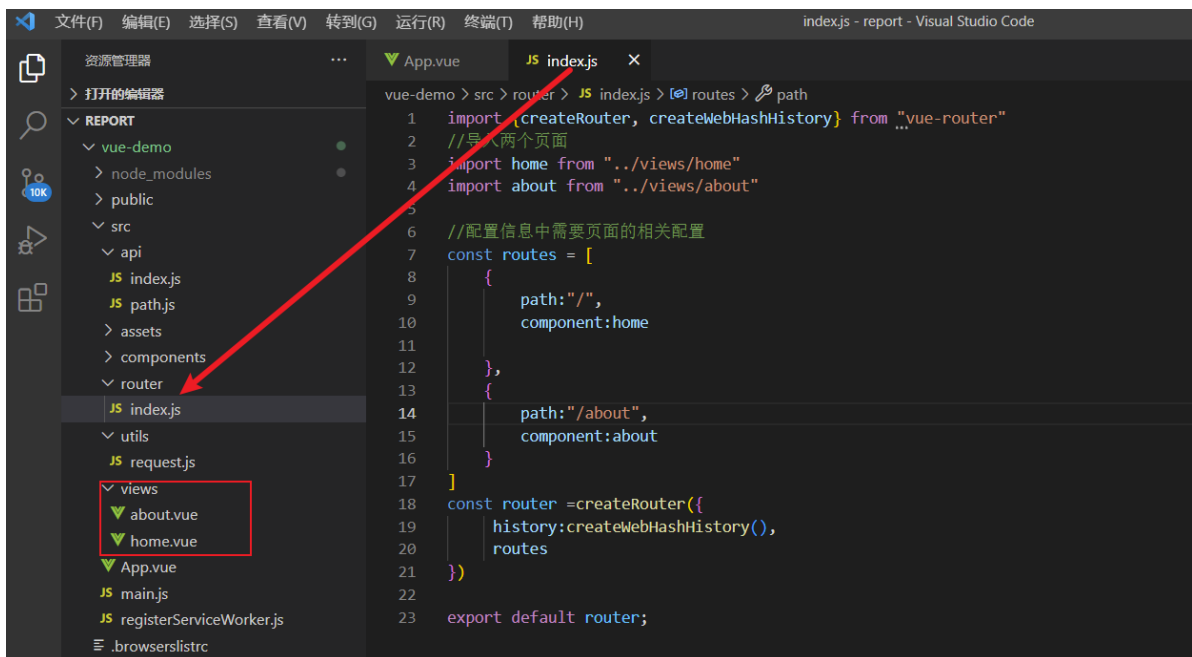 文件(F) 编辑(E) 选择(S) 查看(V) 转到(G) 运行(R) 终端(T) 帮助(H) index.js - report - Visual Studio Code
资源管理器 ···
打开的编辑器
REPORT
vue-demo
node_modules
public
src
api
JS index.js
JS path.js
assets
components
router
JS index.js
utils
JS request.js
views
about.vue
home.vue
App.vue
JS main.js
JS registerServiceWorker.js
.browserslistrc
10K
App.vue JS index.js
vue-demo > src > router > JS index.js > routes > path
1 import {createRouter, createWebHashHistory} from "vue-router"
2 //导入两个页面
3 import home from "../views/home"
4 import about from "../views/about"
5
6 //配置信息中需要页面的相关配置
7 const routes = [
8 {
9 path:"/",
10 component:home
11
12 },
13 {
14 path:"/about",
15 component:about
16 }
17 ]
18 const router =createRouter({
19 history:createWebHashHistory(),
20 routes
21 })
22
23 export default router;